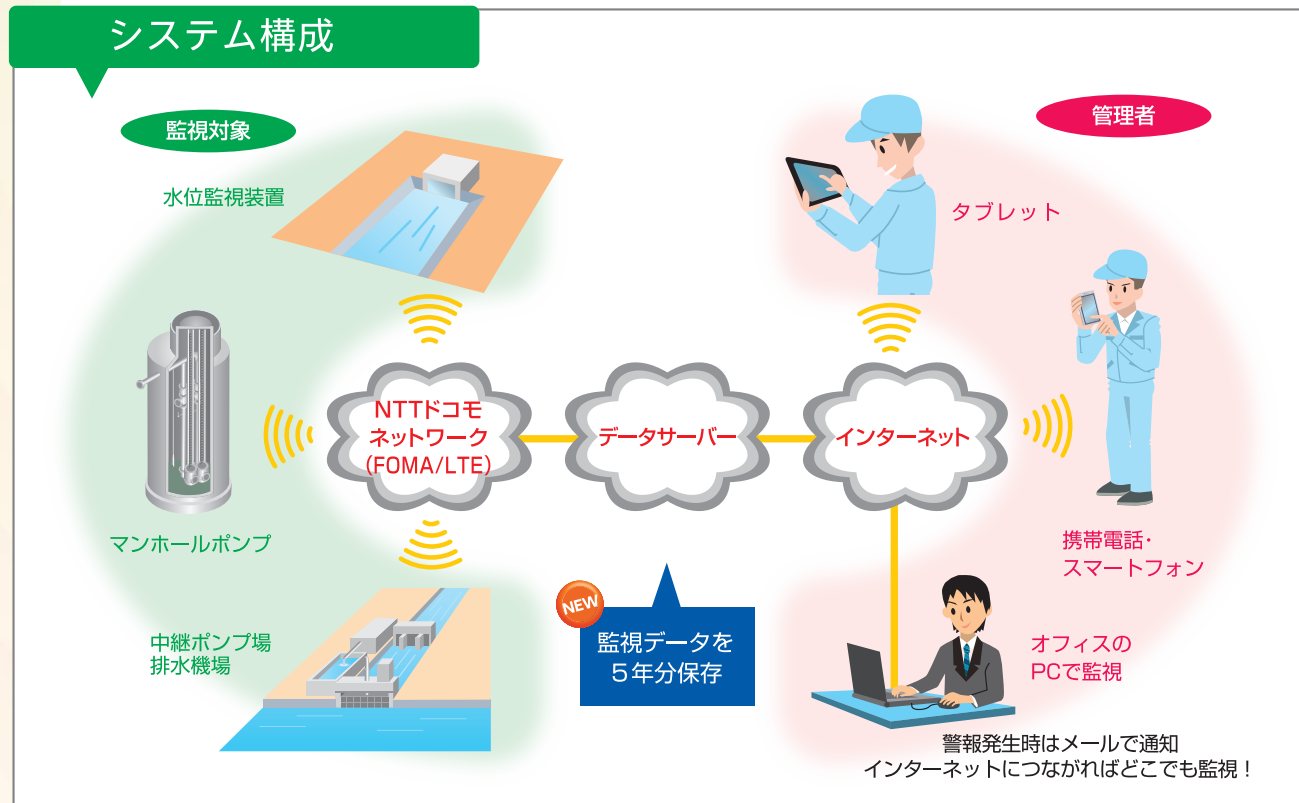 システム構成
監視対象
管理者
水位監視装置
タブレット
NTTドコモ
ネットワーク
(FOMA/LTE)
データサーバー
インターネット
マンホールポンプ
携帯電話・
スマートフォン
NEW
監視データを
5年分保存
中継ポンプ場
排水機場
オフィスの
PCで監視
警報発生時はメールで通知
インターネットにつながればどこでも監視！